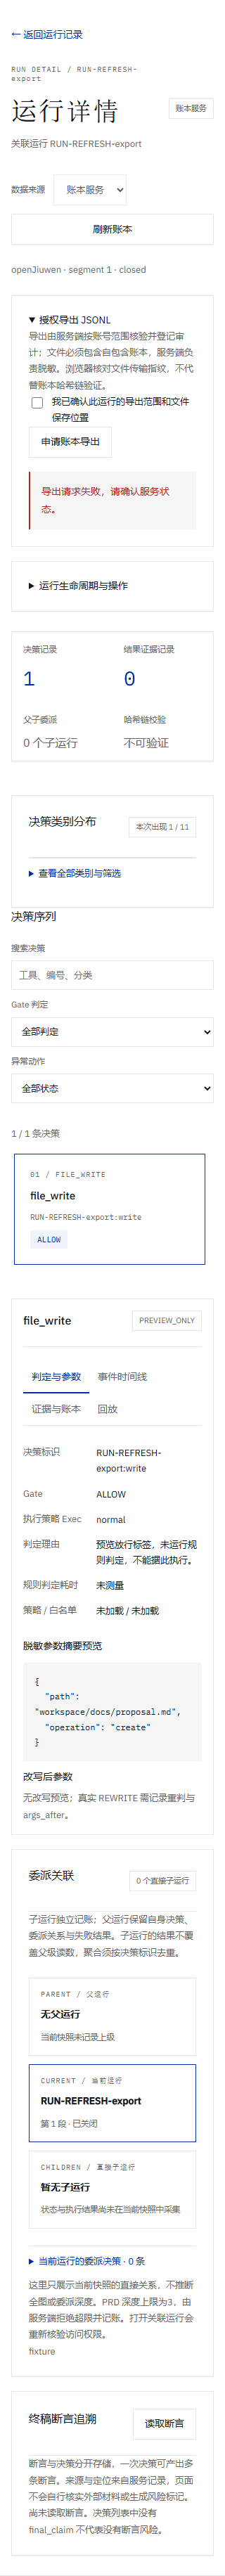 ← 返回运行记录
RUN DETAIL / RUN-REFRESH-
export
运行详情
账本服务
关联运行 RUN-REFRESH-export
数据来源
账本服务
刷新账本
openJiuwen · segment 1 · closed
▼ 授权导出 JSONL
导出由服务端按账号范围核验并登记审
计；文件必须包含自包含账本，服务端负
责脱敏。浏览器核对文件传输指纹，不代
替账本哈希链验证。
我已确认此运行的导出范围和文件
保存位置
申请账本导出
导出请求失败，请确认服务状
态。
▶ 运行生命周期与操作
决策记录
结果证据记录
1
0
父子委派
哈希链校验
0 个子运行
不可验证
决策类别分布
本次出现 1 / 11
▶ 查看全部类别与筛选
决策序列
搜索决策
工具、编号、分类
Gate 判定
全部判定
异常动作
全部状态
1 / 1 条决策
01 / FILE_WRITE
file_write
RUN-REFRESH-export:write
ALLOW
file_write
PREVIEW_ONLY
判定与参数
事件时间线
证据与账本
回放
决策标识
RUN-REFRESH-
export:write
Gate
ALLOW
执行策略 Exec
normal
判定理由
预览放行标签，未运行规
则判定，不能据此执行。
规则判定耗时
未测量
策略 / 白名单
未加载 / 未加载
脱敏参数摘要预览
{
"path":
"workspace/docs/proposal.md",
"operation": "create"
}
改写后参数
无改写预览；真实 REWRITE 需记录重判与
args_after。
委派关联
0 个直接子运行
子运行独立记账；父运行保留自身决策、
委派关系与失败结果。子运行的结果不覆
盖父级读数，聚合须按决策标识去重。
PARENT / 父运行
无父运行
当前快照未记录上级
CURRENT / 当前运行
RUN-REFRESH-export
第 1 段 · 已关闭
CHILDREN / 直接子运行
暂无子运行
状态与执行结果尚未在当前快照中采集
▶ 当前运行的委派决策 · 0 条
这里只展示当前快照的直接关系，不推断
全图或委派深度。PRD 深度上限为3，由
服务端拒绝超限并记账。打开关联运行会
重新核验访问权限。
fixture
终稿断言追溯
读取断言
断言与决策分开存储，一次决策可产出多
条断言。来源与定位来自服务记录，页面
不会自行核实外部材料或生成风险标记。
尚未读取断言。决策列表中没有
final_claim 不代表没有断言风险。